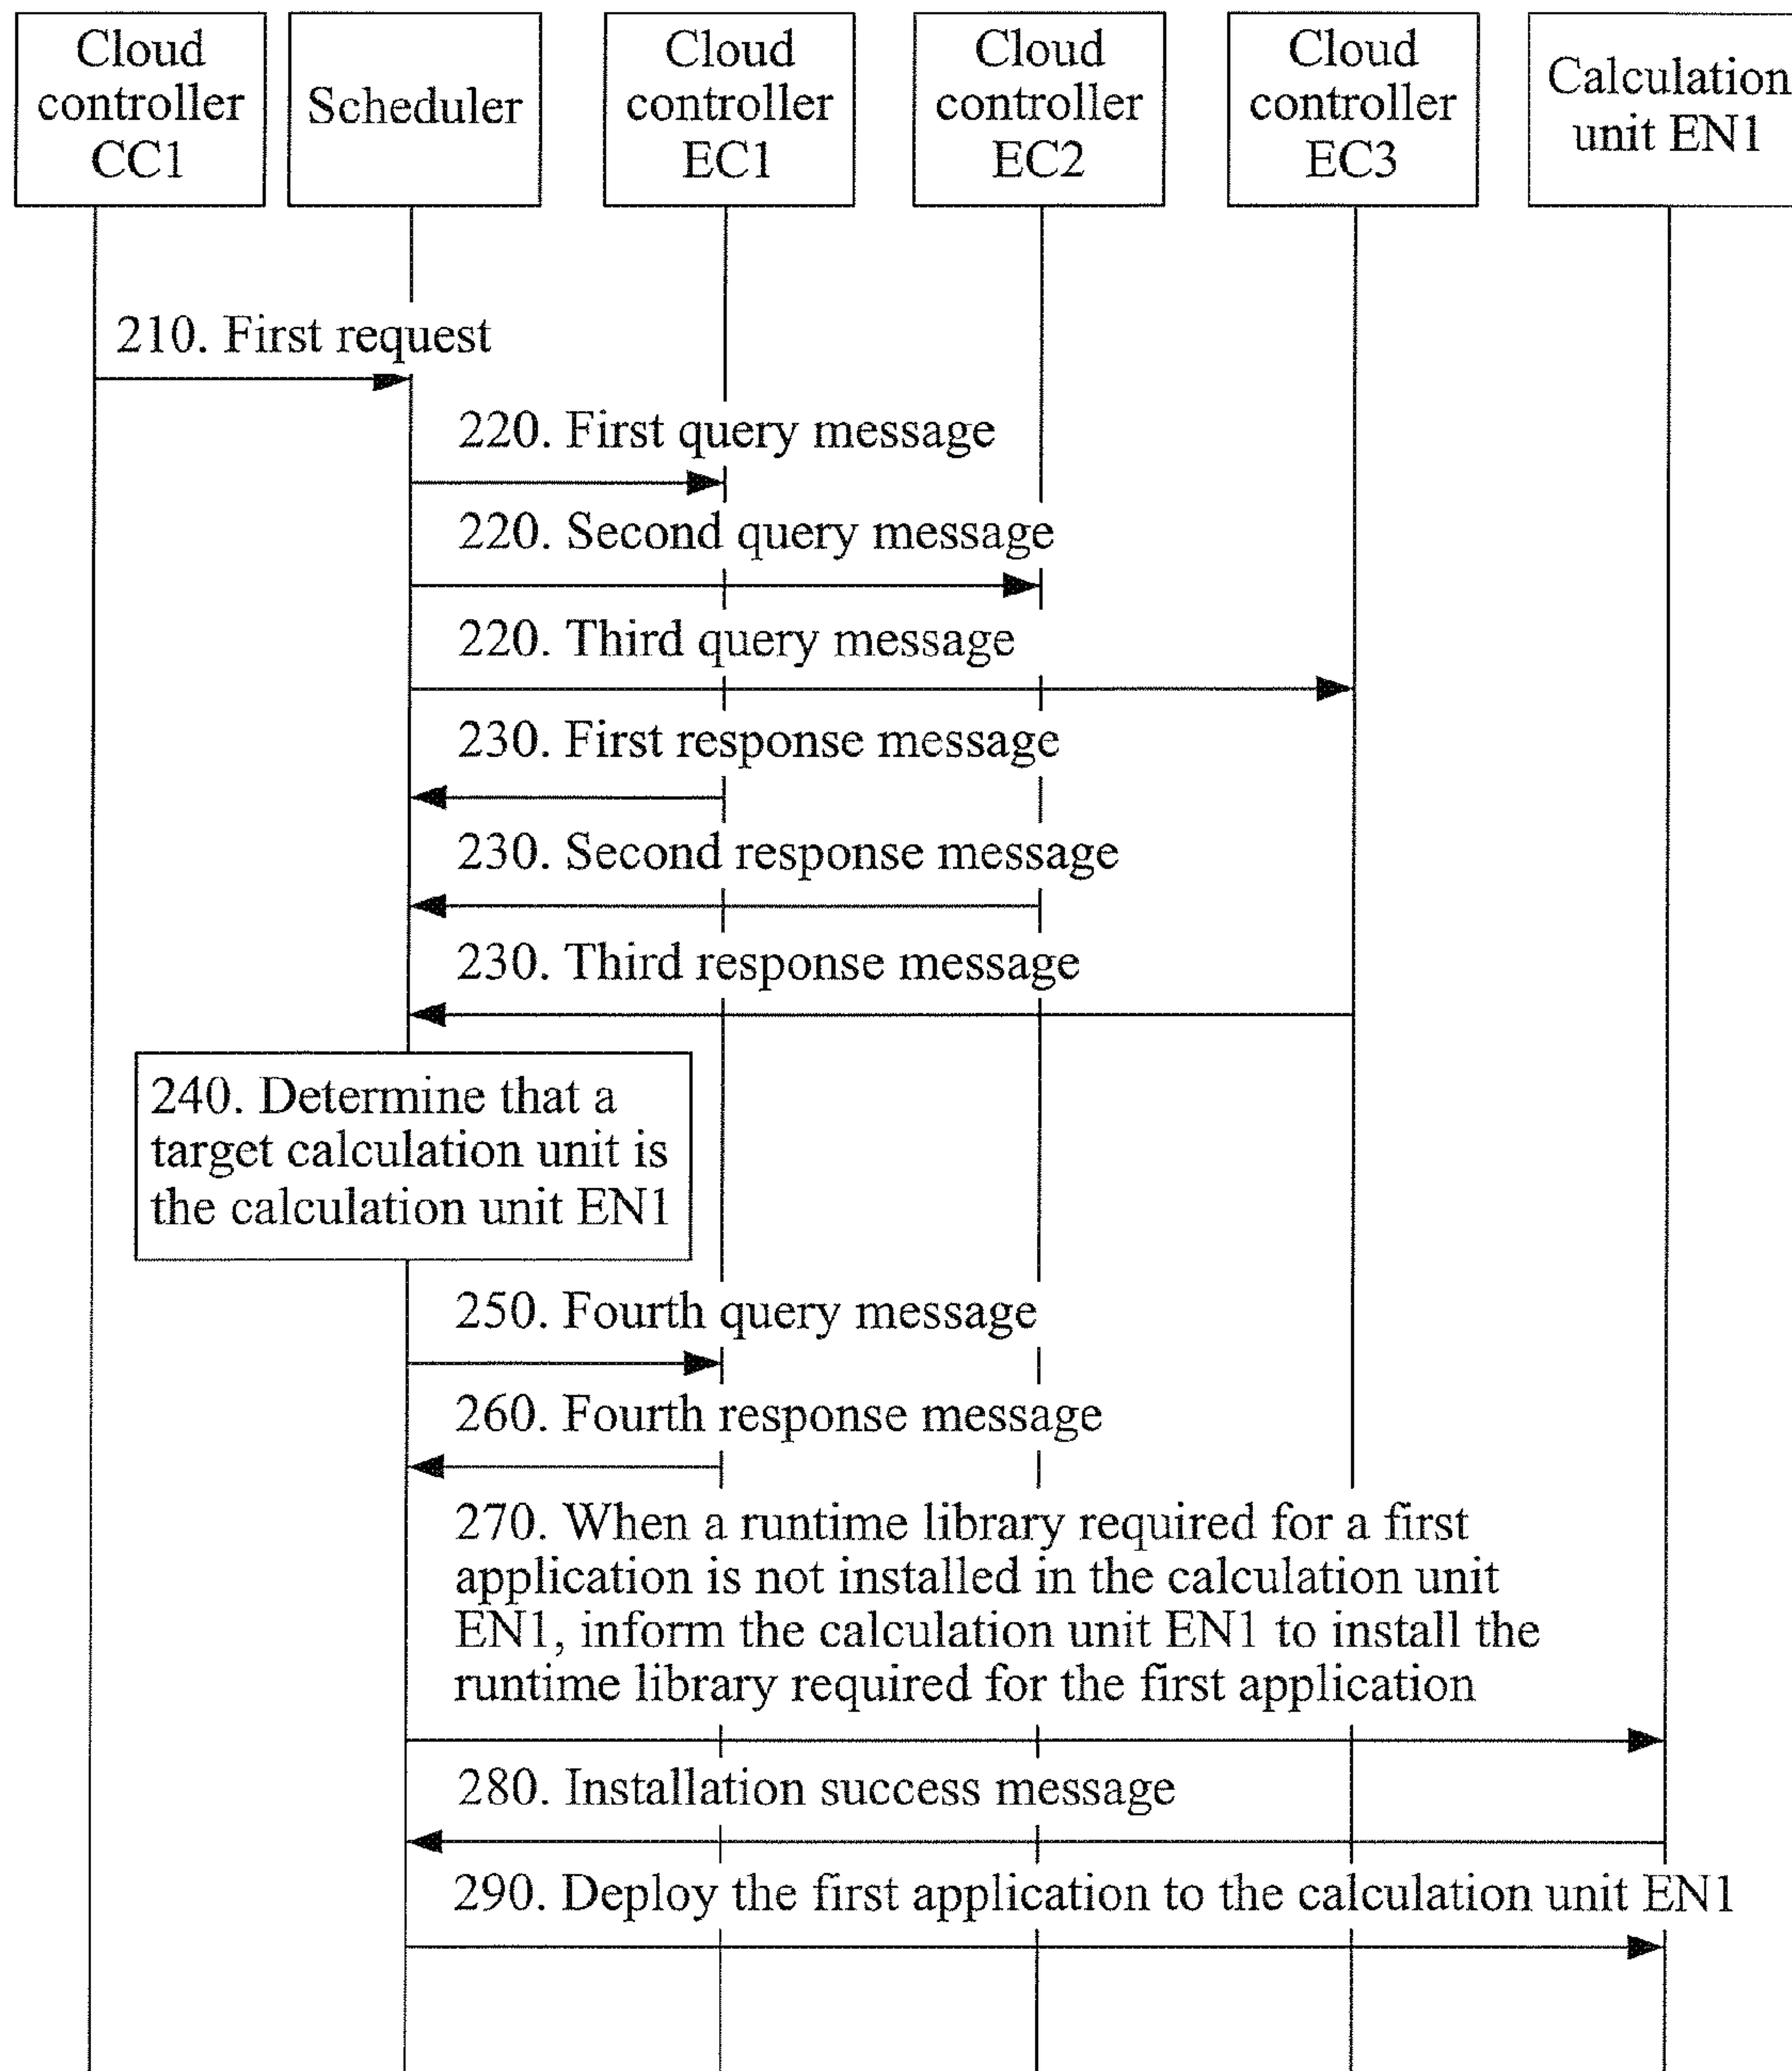 Cloud
controller
CC1
Scheduler
Cloud
controller
EC1
Cloud
controller
EC2
Cloud
controller
EC3
Calculation
unit EN1
210. First request
220. First query message
220. Second query message
220. Third query message
230. First response message
230. Second response message
230. Third response message
240. Determine that a
target calculation unit is
the calculation unit EN1
250. Fourth query message
260. Fourth response message
270. When a runtime library required for a first
application is not installed in the calculation unit
EN1, inform the calculation unit EN1 to install the
runtime library required for the first application
280. Installation success message
290. Deploy the first application to the calculation unit EN1